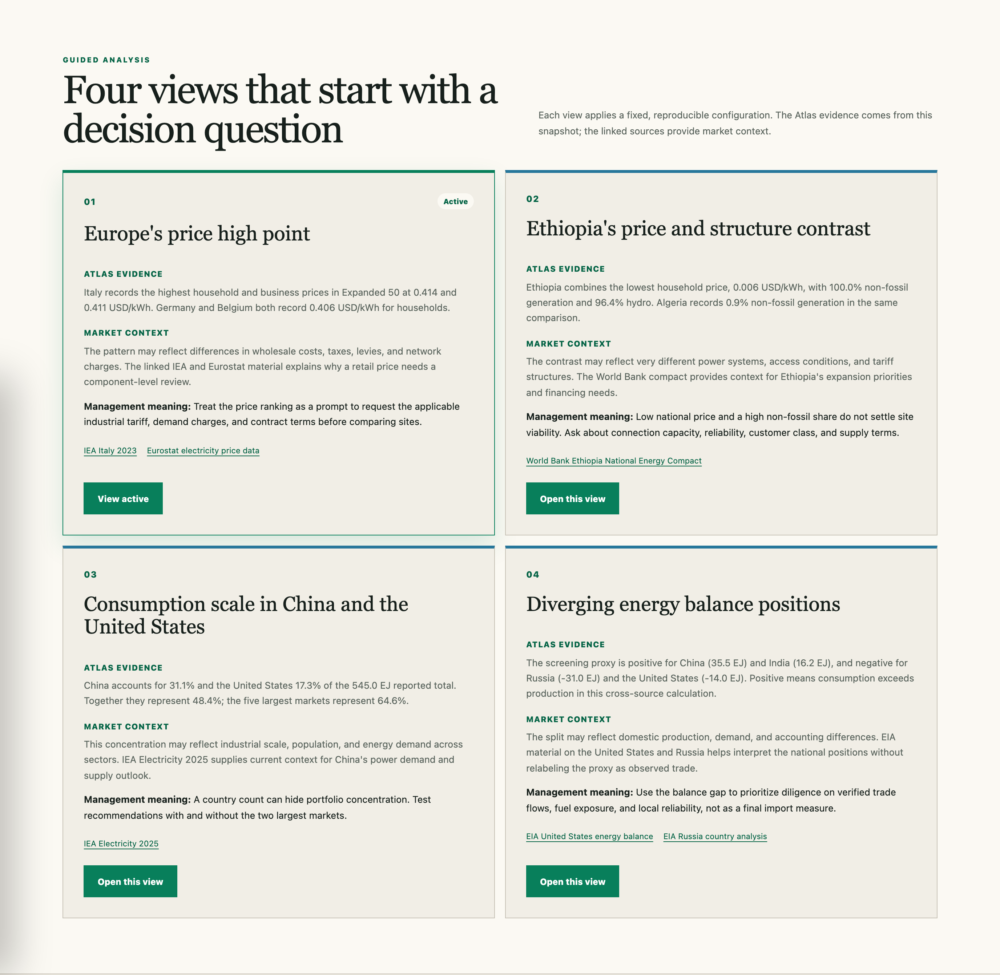 GUIDED ANALYSIS
Four views that start with a
decision question
Each view applies a fixed, reproducible configuration. The Atlas evidence comes from this
snapshot; the linked sources provide market context.
01
Active
Europe's price high point
ATLAS EVIDENCE
Italy records the highest household and business prices in Expanded 50 at 0.414 and
0.411 USD/kWh. Germany and Belgium both record 0.406 USD/kWh for households.
MARKET CONTEXT
The pattern may reflect differences in wholesale costs, taxes, levies, and network
charges. The linked IEA and Eurostat material explains why a retail price needs a
component-level review.
Management meaning: Treat the price ranking as a prompt to request the applicable
industrial tariff, demand charges, and contract terms before comparing sites.
IEA Italy 2023 Eurostat electricity price data
View active
02
Ethiopia's price and structure contrast
ATLAS EVIDENCE
Ethiopia combines the lowest household price, 0.006 USD/kWh, with 100.0% non-fossil
generation and 96.4% hydro. Algeria records 0.9% non-fossil generation in the same
comparison.
MARKET CONTEXT
The contrast may reflect very different power systems, access conditions, and tariff
structures. The World Bank compact provides context for Ethiopia's expansion priorities
and financing needs.
Management meaning: Low national price and a high non-fossil share do not settle site
viability. Ask about connection capacity, reliability, customer class, and supply terms.
World Bank Ethiopia National Energy Compact
Open this view
03
Consumption scale in China and the
United States
ATLAS EVIDENCE
China accounts for 31.1% and the United States 17.3% of the 545.0 EJ reported total.
Together they represent 48.4%; the five largest markets represent 64.6%.
MARKET CONTEXT
This concentration may reflect industrial scale, population, and energy demand across
sectors. IEA Electricity 2025 supplies current context for China's power demand and
supply outlook.
Management meaning: A country count can hide portfolio concentration. Test
recommendations with and without the two largest markets.
IEA Electricity 2025
Open this view
04
Diverging energy balance positions
ATLAS EVIDENCE
The screening proxy is positive for China (35.5 EJ) and India (16.2 EJ), and negative for
Russia (-31.0 EJ) and the United States (-14.0 EJ). Positive means consumption exceeds
production in this cross-source calculation.
MARKET CONTEXT
The split may reflect domestic production, demand, and accounting differences. EIA
material on the United States and Russia helps interpret the national positions without
relabeling the proxy as observed trade.
Management meaning: Use the balance gap to prioritize diligence on verified trade
flows, fuel exposure, and local reliability, not as a final import measure.
EIA United States energy balance EIA Russia country analysis
Open this view